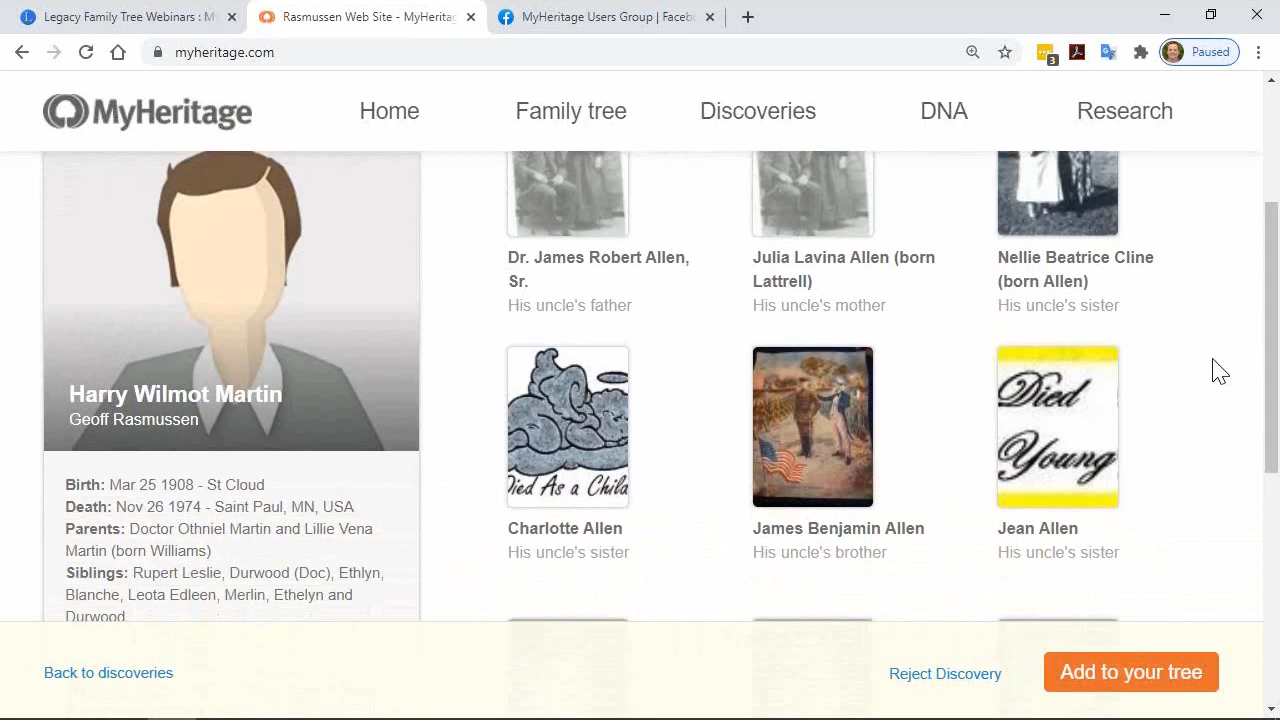 Legacy Family Tree Webinars : M
Rasmussen Web Site - MyHeritag
MyHeritage Users Group | Faceb
myheritage.com
3
Paused
MyHeritage
Home
Family tree
Discoveries
DNA
Research
Harry Wilmot Martin
Geoff Rasmussen
Birth: Mar 25 1908 - St Cloud
Death: Nov 26 1974 - Saint Paul, MN, USA
Parents: Doctor Othniel Martin and Lillie Vena
Martin (born Williams)
Siblings: Rupert Leslie, Durwood (Doc), Ethlyn,
Blanche, Leota Edleen, Merlin, Ethelyn and
Durwood
Dr. James Robert Allen,
Sr.
His uncle's father
Julia Lavina Allen (born
Lattrell)
His uncle's mother
Nellie Beatrice Cline
(born Allen)
His uncle's sister
Died As a Child
Charlotte Allen
His uncle's sister
James Benjamin Allen
His uncle's brother
Died
Young
Jean Allen
His uncle's sister
Back to discoveries
Reject Discovery
Add to your tree